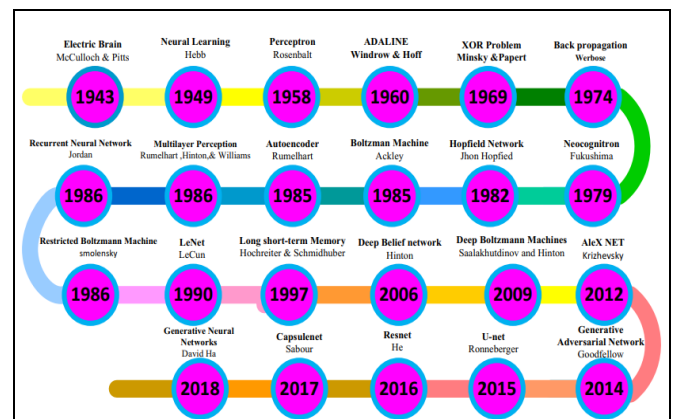 Electric Brain
McCulloch & Pitts
1943
Neural Learning
Hebb
1949
Perceptron
Rosenbalt
1958
ADALINE
Windrow & Hoff
1960
XOR Problem
Minsky &Papert
1969
Back propagation
Werbose
1974
Recurrent Neural Network
Jordan
1986
Multilayer Perception
Rumelhart ,Hinton,& Williams
1986
Autoencoder
Rumelhart
1985
Boltzman Machine
Ackley
1985
Hopfield Network
Jhon Hopfied
1982
Neocognitron
Fukushima
1979
Restricted Boltzmann Machine
smolensky
1986
LeNet
LeCun
1990
Long short-term Memory
Hochreiter & Schmidhuber
1997
Deep Belief network
Hinton
2006
Deep Boltzmann Machines
Saalakhutdinov and Hinton
2009
AleX NET
Krizhevsky
2012
Generative Neural
Networks
David Ha
2018
Capsulenet
Sabour
2017
Resnet
He
2016
U-net
Ronneberger
2015
Generative
Adversarial Network
Goodfellow
2014